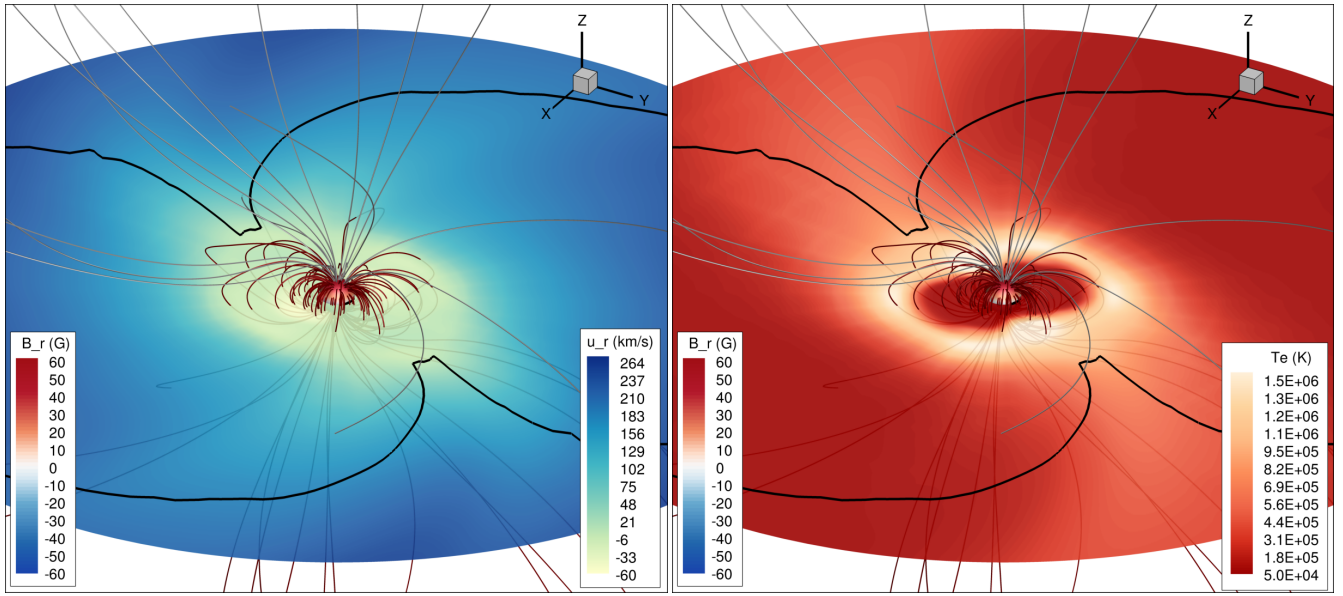 Z
X
Y
B_r (G)
60
50
40
30
20
10
0
-10
-20
-30
-40
-50
-60
u_r (km/s)
264
237
210
183
156
129
102
75
48
21
-6
-33
-60
Z
X
Y
B_r (G)
60
50
40
30
20
10
0
-10
-20
-30
-40
-50
-60
Te (K)
1.5E+06
1.3E+06
1.2E+06
1.1E+06
9.5E+05
8.2E+05
6.9E+05
5.6E+05
4.4E+05
3.1E+05
1.8E+05
5.0E+04